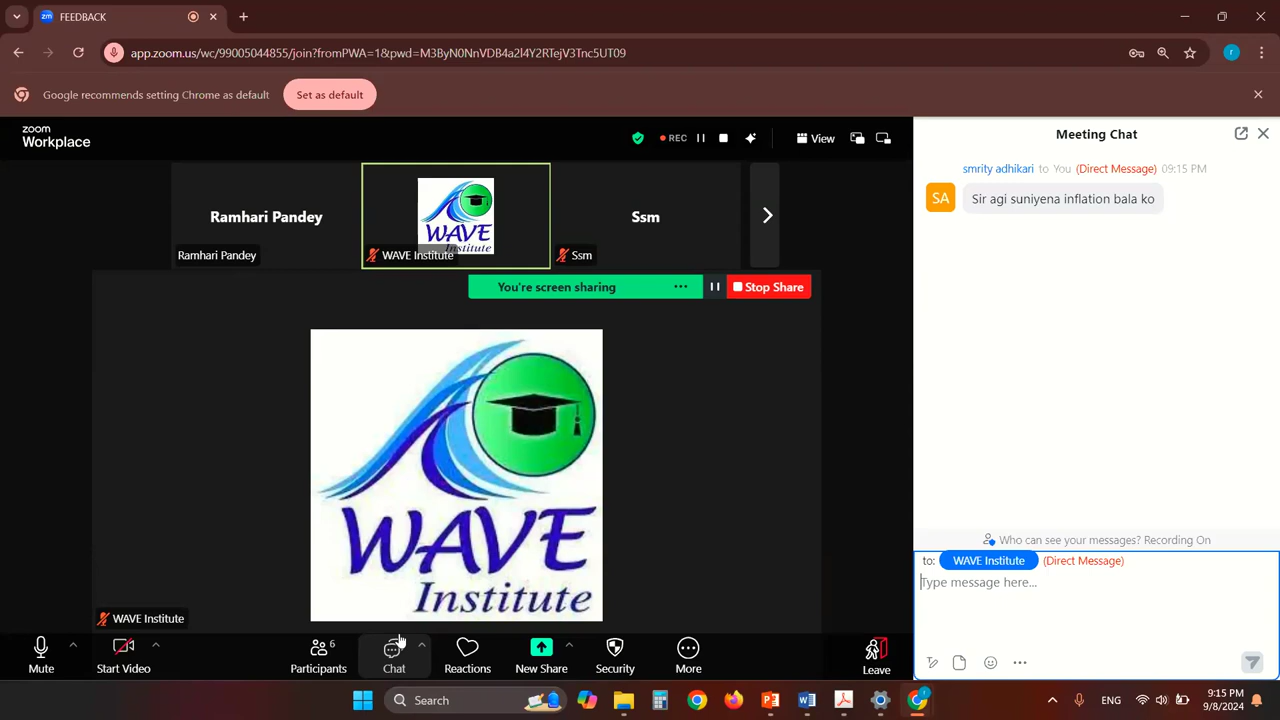 FEEDBACK
app.zoom.us/wc/99005044855/join?fromPWA=1&pwd=M3ByN0NnVDB4a2l4Y2RTejV3Tnc5UT09
Google recommends setting Chrome as default
Set as default
zoom
Workplace
REC
View
Ramhari Pandey
Ramhari Pandey
WAVE
Institute
WAVE Institute
Ssm
Ssm
You're screen sharing
Stop Share
WAVE
Institute
WAVE Institute
Meeting Chat
smrity adhikari to You (Direct Message) 09:15 PM
SA
Sir agi suniyena inflation bala ko
Who can see your messages? Recording On
to: WAVE Institute (Direct Message)
Type message here...
Mute
Start Video
6
Participants
Chat
Reactions
New Share
Security
More
Leave
Search
ENG
9:15 PM
9/8/2024